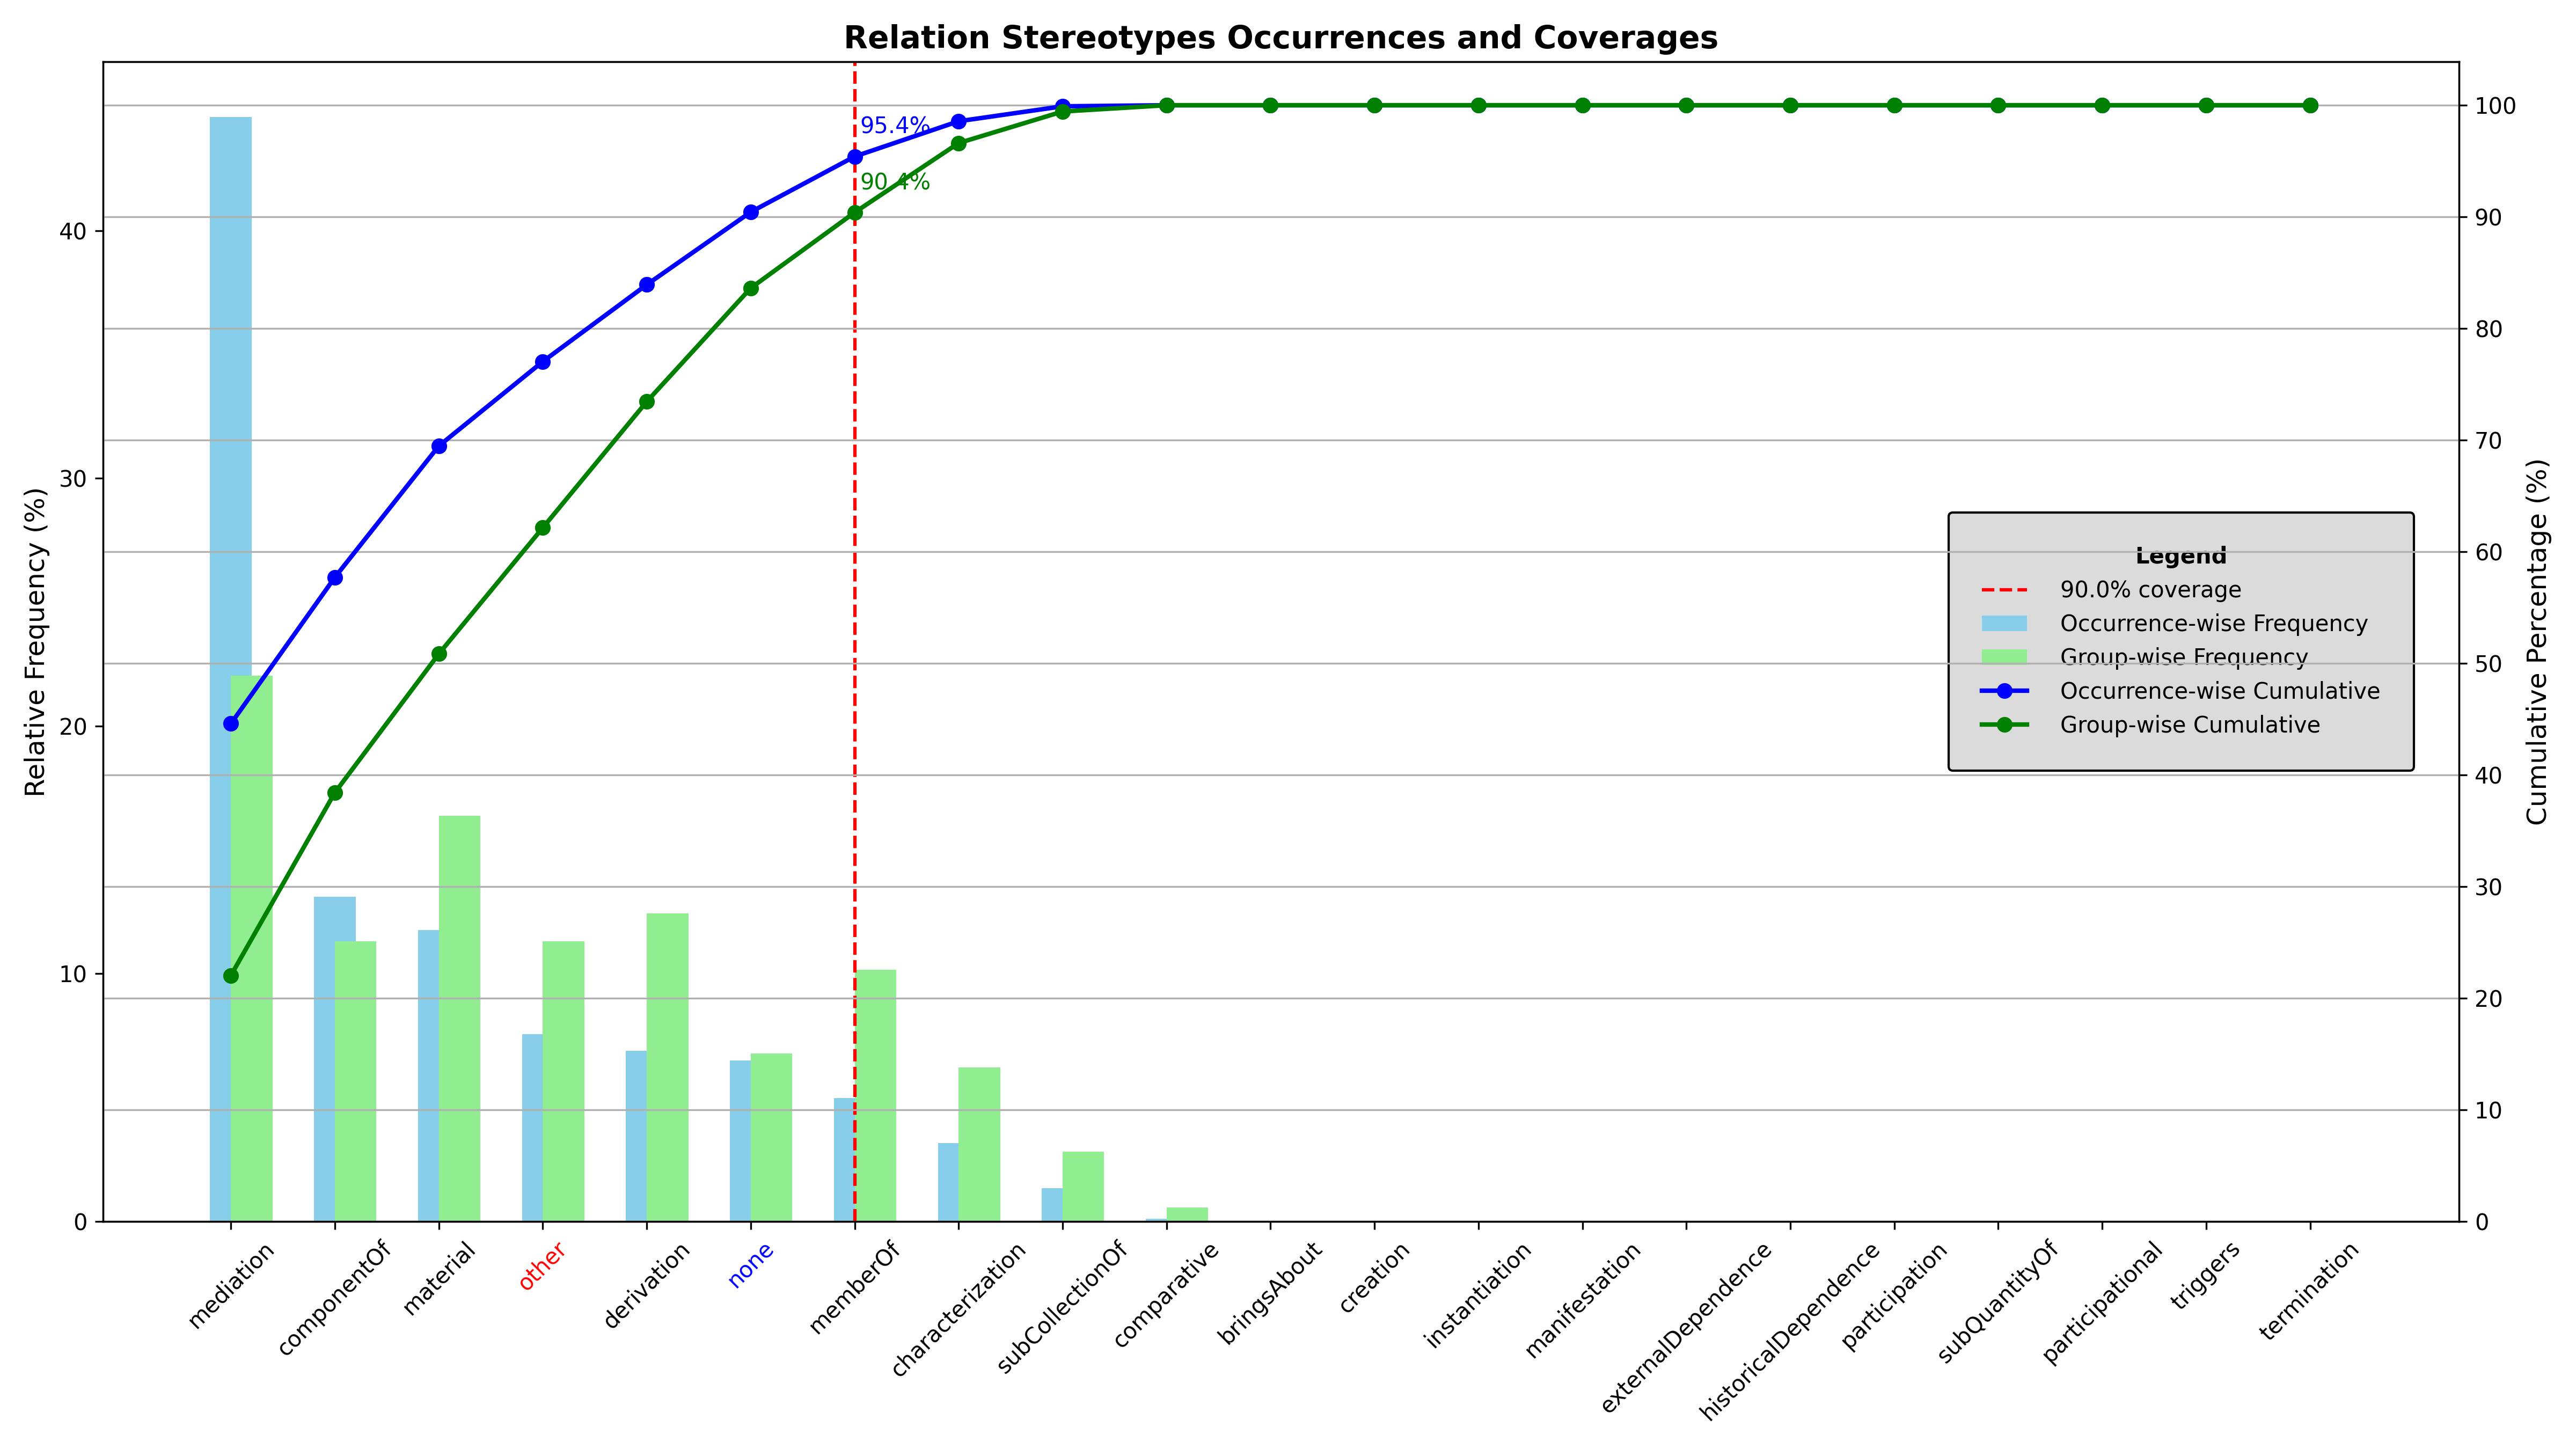 Relation Stereotypes Occurrences and Coverages
Relative Frequency (%)
0
10
20
30
40
95.4%
90.4%
Legend
90.0% coverage
Occurrence-wise Frequency
Group-wise Frequency
Occurrence-wise Cumulative
Group-wise Cumulative
100
90
80
70
60
50
40
30
20
10
0
Cumulative Percentage (%)
mediation
componentOf
material
other
derivation
none
memberOf
characterization
subCollectionOf
comparative
bringsAbout
creation
instantiation
manifestation
externalDependence
historicalDependence
participation
subQuantityOf
participational
triggers
termination